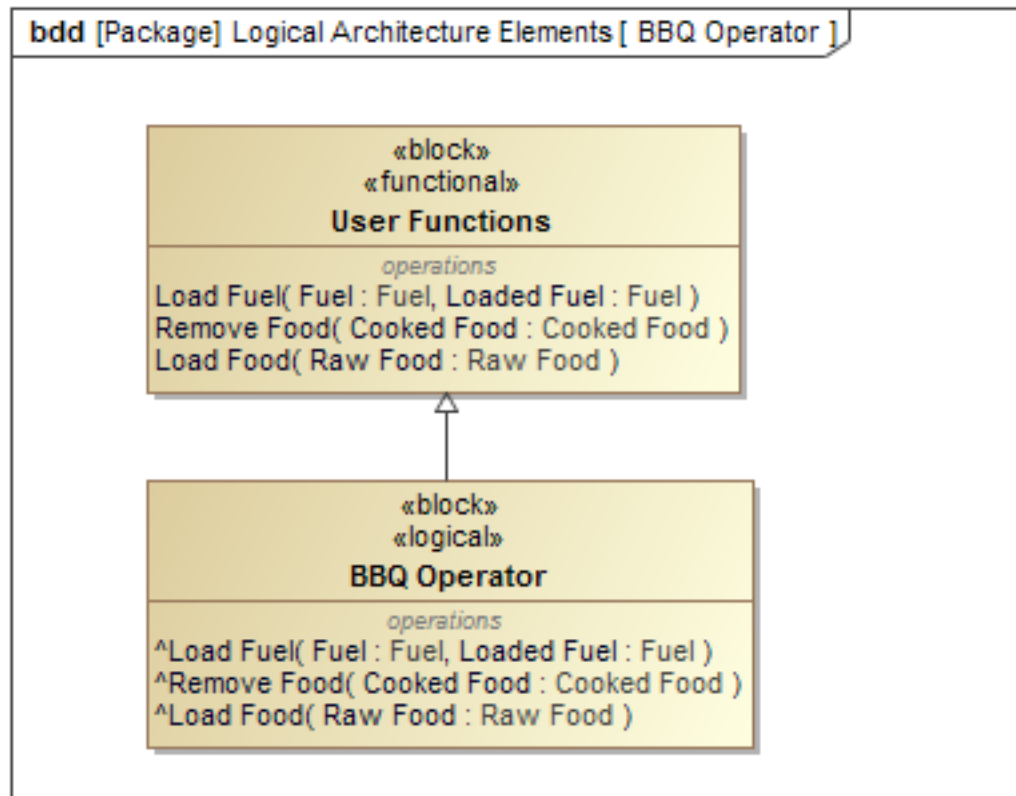 bdd [Package] Logical Architecture Elements [ BBQ Operator ]
«block»
«functional»
User Functions
operations
Load Fuel( Fuel : Fuel, Loaded Fuel : Fuel )
Remove Food( Cooked Food : Cooked Food )
Load Food( Raw Food : Raw Food )
«block»
«logical»
BBQ Operator
operations
^Load Fuel( Fuel : Fuel, Loaded Fuel : Fuel )
^Remove Food( Cooked Food : Cooked Food )
^Load Food( Raw Food : Raw Food )